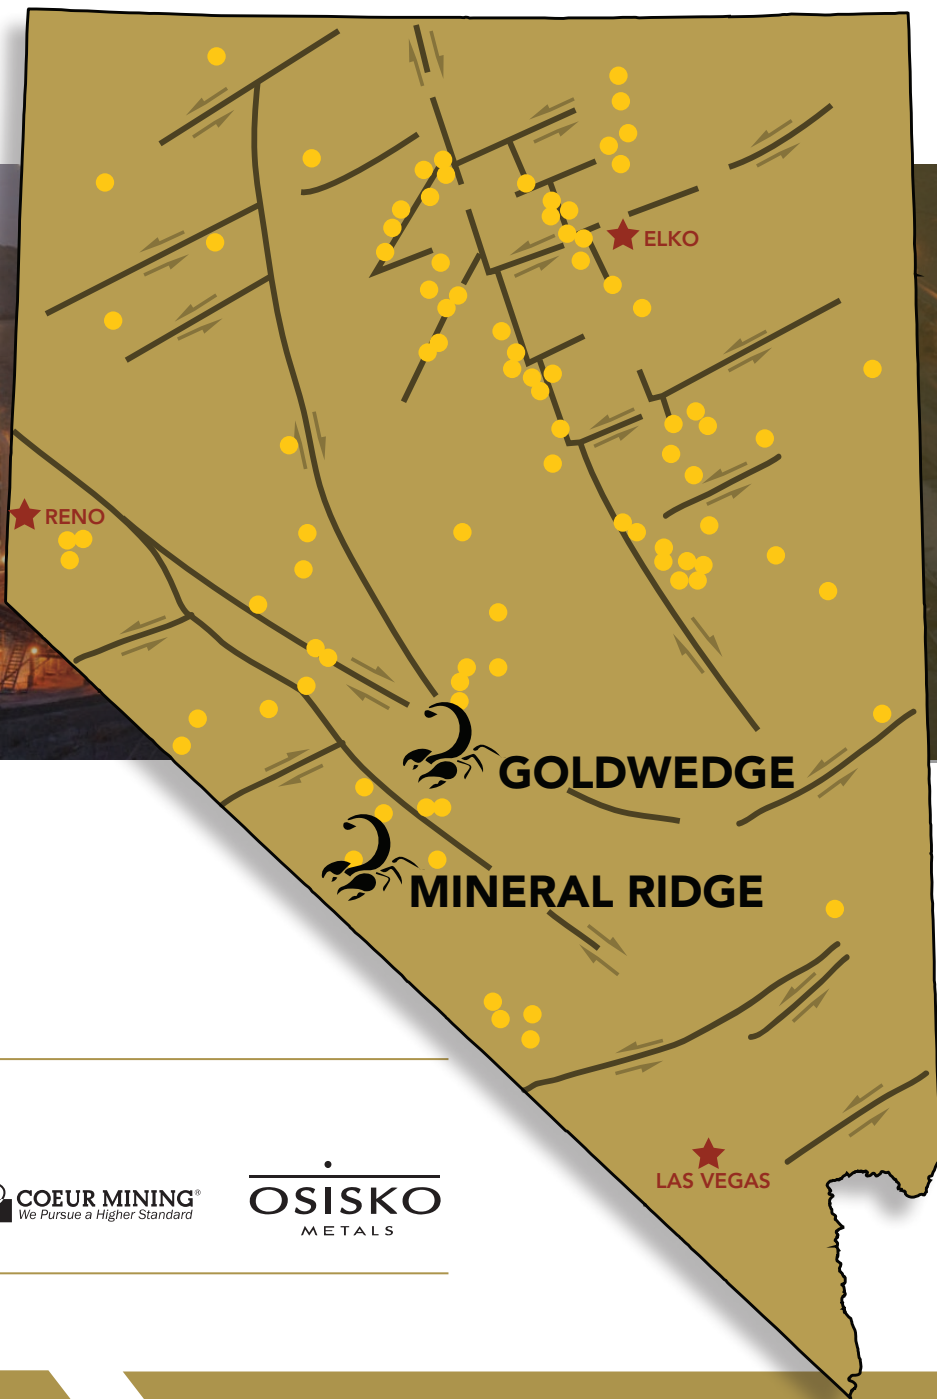 ELKO
RENO
GOLDWEDGE
MINERAL RIDGE
LAS VEGAS
COEUR MINING®
We Pursue a Higher Standard
OSISKO
METALS